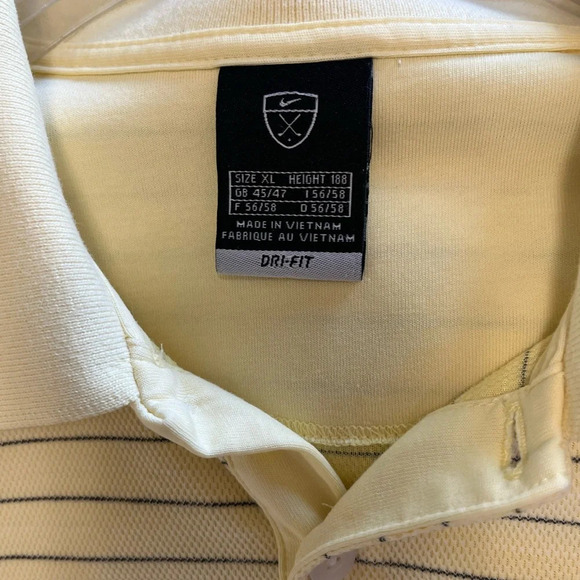 SIZE XL HEIGHT 188
GB 45/47 I 56/58
F 56/58 D 56/58
MADE IN VIETNAM
FABRIQUE AU VIETNAM
DRI-FIT